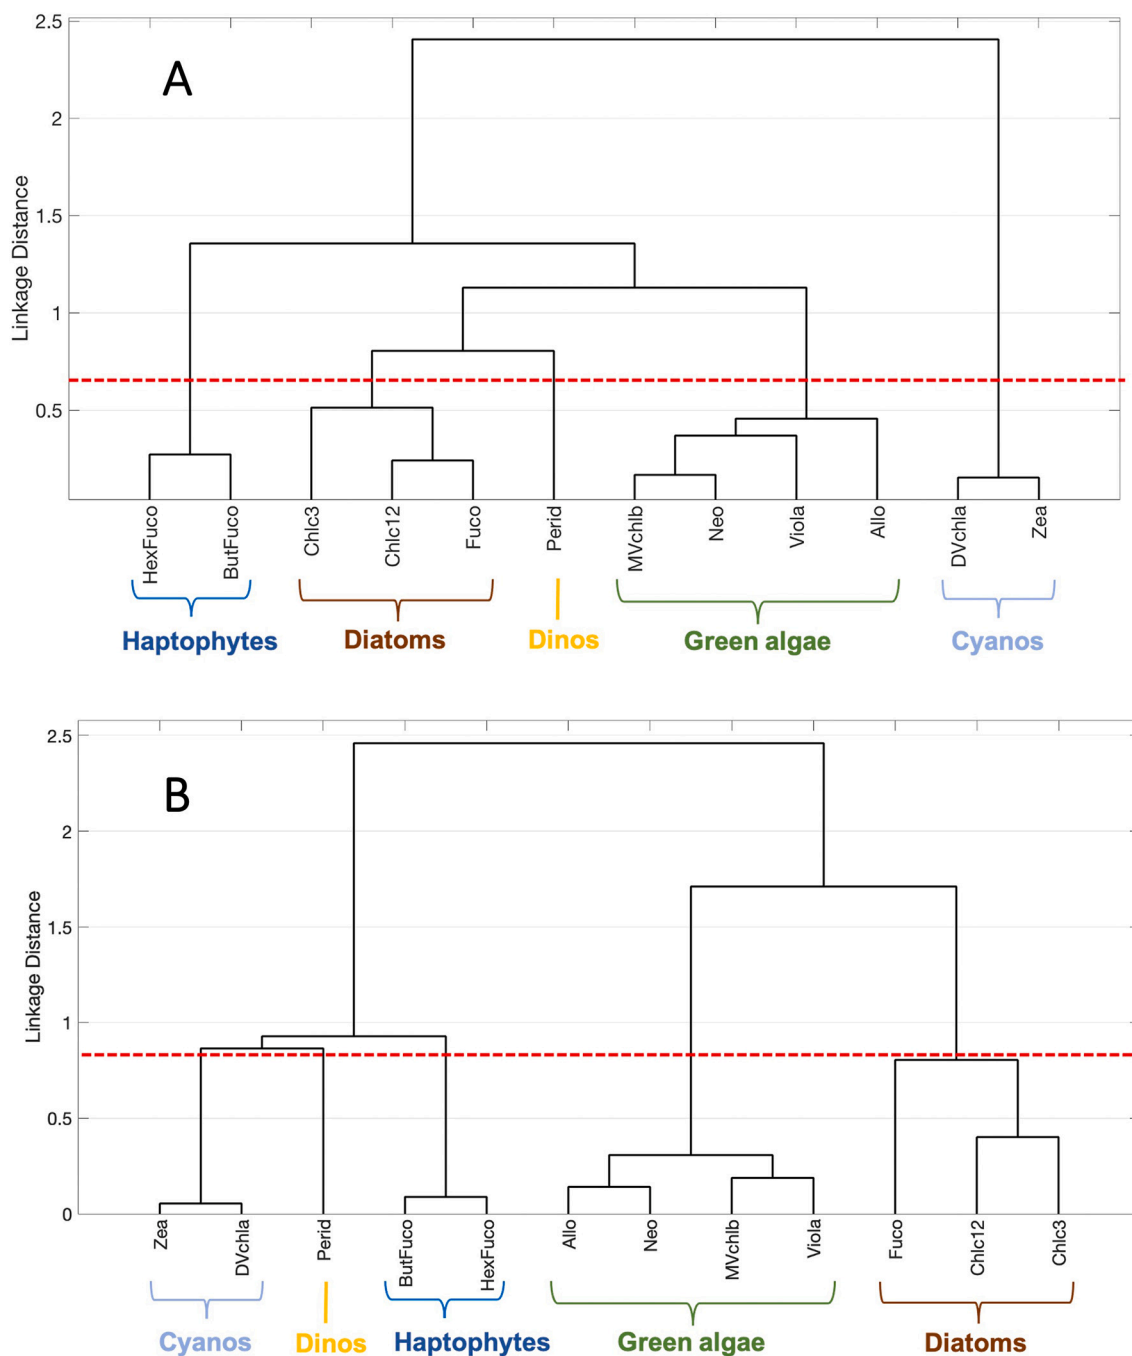 A
2.5
2
1.5
1
0.5
Linkage Distance
HexFuco ButFuco Chlc3 Chlc12 Fuco Perid MVchlb Neo Viola Allo DVchla Zea
Haptophytes Diatoms Dinos Green algae Cyanos
B
2.5
2
1.5
1
0.5
0
Linkage Distance
Zea DVchla Perid ButFuco HexFuco Allo Neo MVchlb Viola Fuco Chlc12 Chlc3
Cyanos Dinos Haptophytes Green algae Diatoms